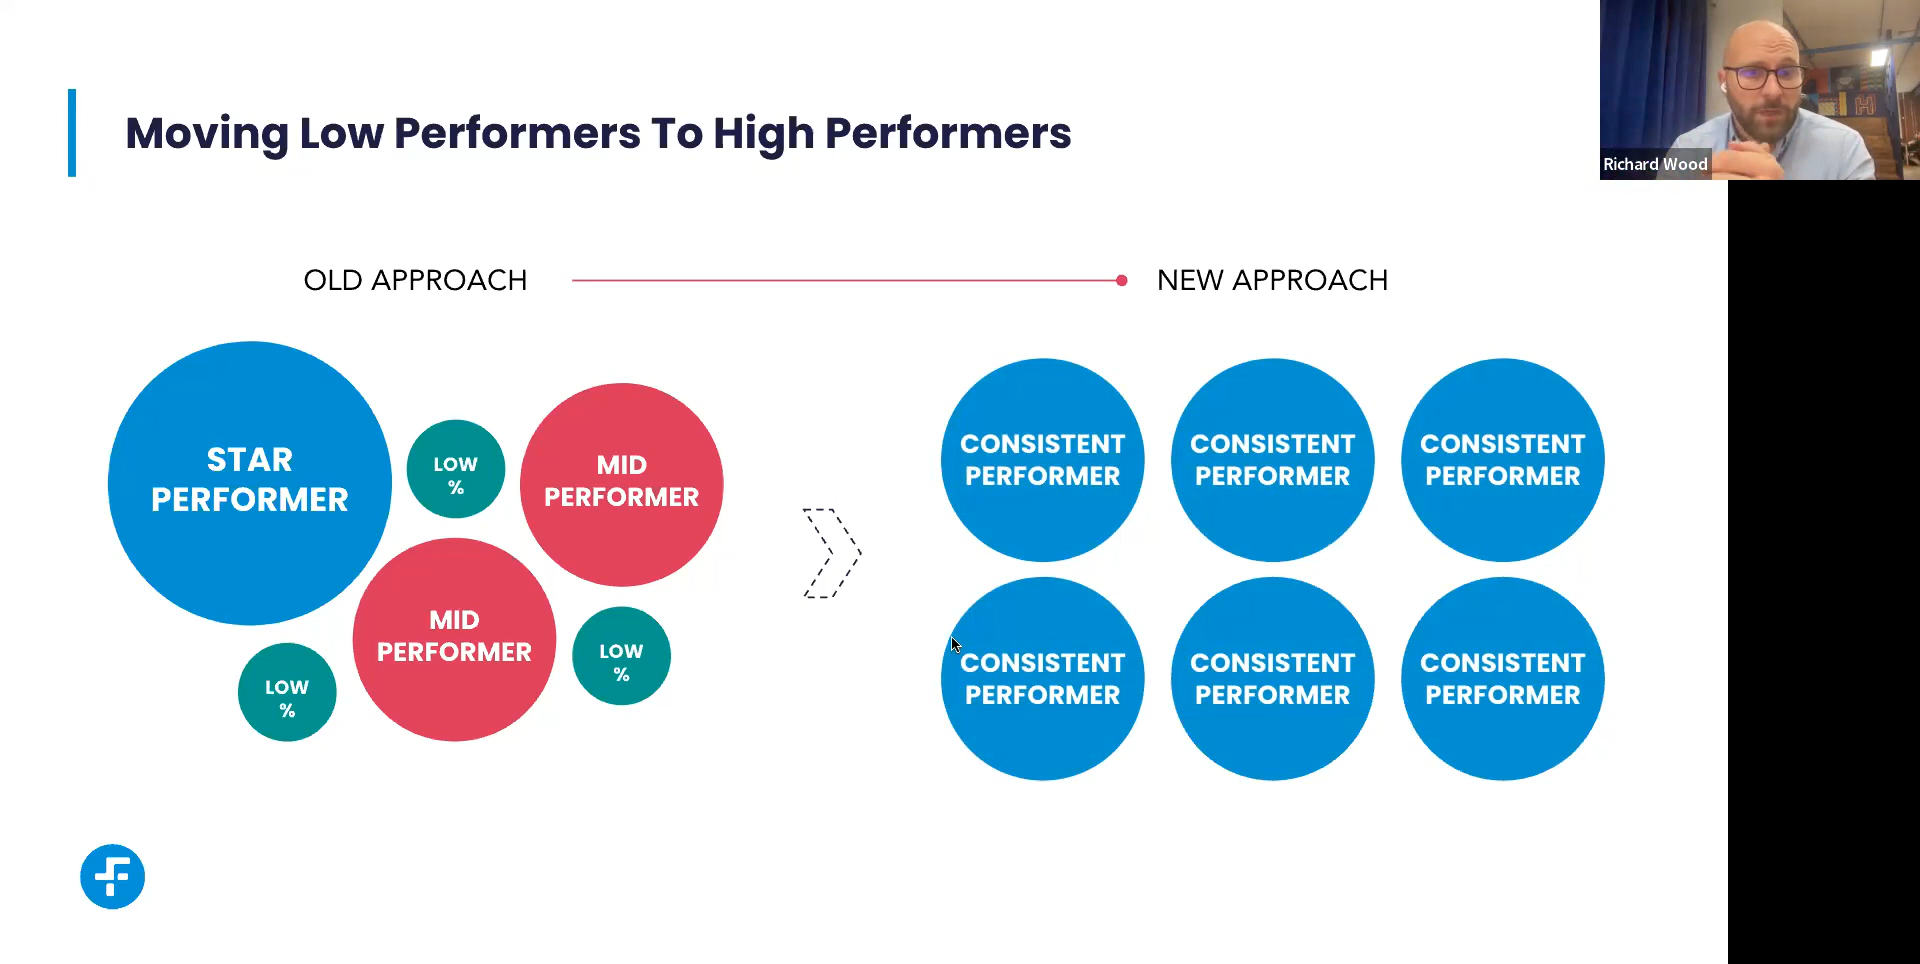 Moving Low Performers To High Performers
Richard Wood
OLD APPROACH
NEW APPROACH
STAR
PERFORMER
LOW
%
MID
PERFORMER
MID
PERFORMER
LOW
%
LOW
%
CONSISTENT
PERFORMER
CONSISTENT
PERFORMER
CONSISTENT
PERFORMER
CONSISTENT
PERFORMER
CONSISTENT
PERFORMER
CONSISTENT
PERFORMER